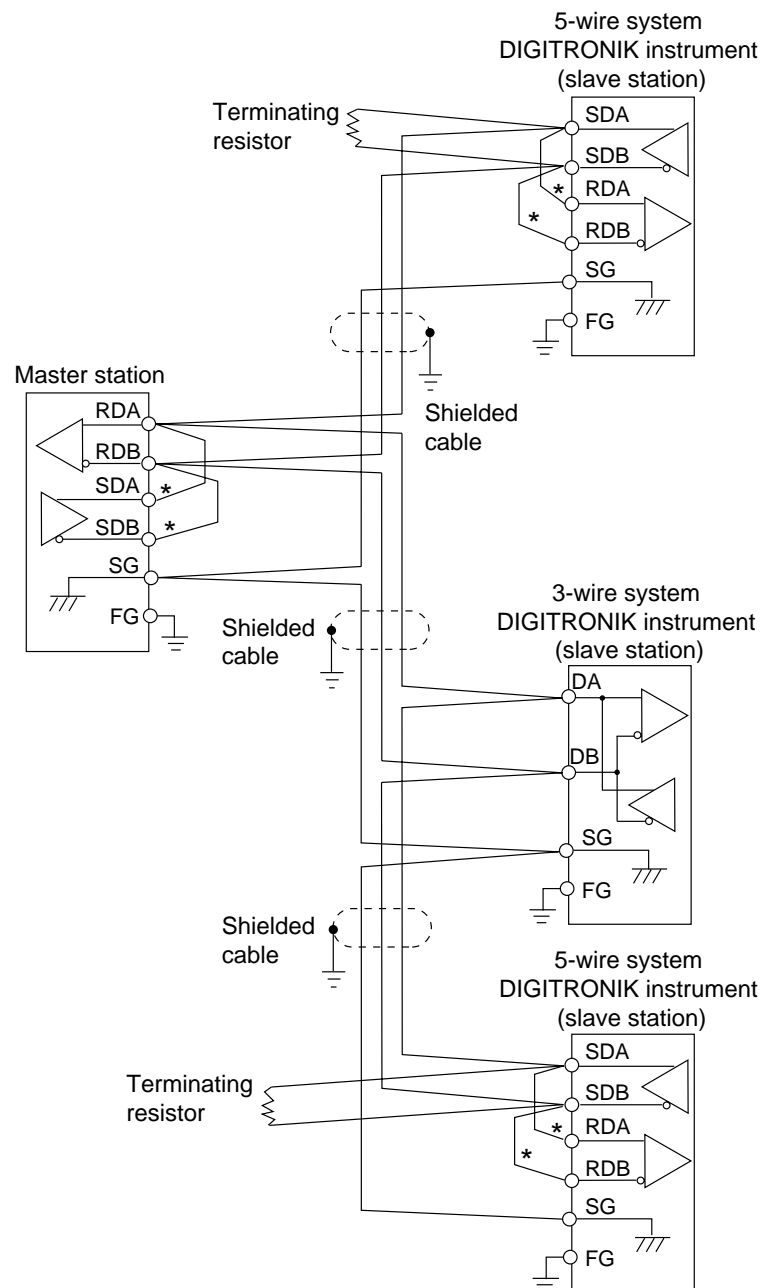 5-wire system
DIGITRONIK instrument
(slave station)
Terminating
resistor
SDA
SDB
*
RDA
*
RDB
SG
FG
Master station
Shielded
cable
RDA
RDB
SDA
*
SDB
*
SG
FG
3-wire system
DIGITRONIK instrument
(slave station)
Shielded
cable
DA
DB
SG
FG
Shielded
cable
5-wire system
DIGITRONIK instrument
(slave station)
SDA
Terminating
resistor
SDB
*
RDA
*
RDB
SG
FG